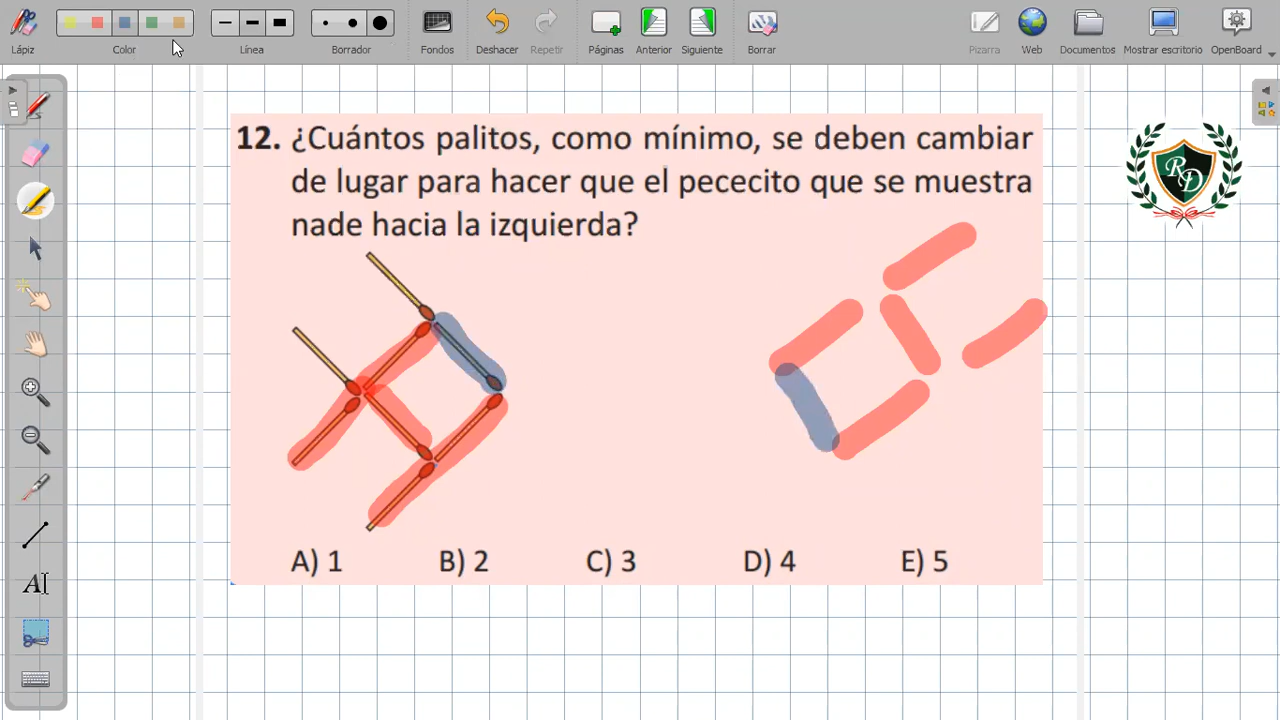 Lápiz
Color
Línea
Borrador
Fondos
Deshacer
Repetir
Páginas
Anterior
Siguiente
Borrar
Pizarra
Web
Documentos
Mostrar escritorio
OpenBoard
12. ¿Cuántos palitos, como mínimo, se deben cambiar
de lugar para hacer que el pececito que se muestra
nade hacia la izquierda?
RD
A) 1 B) 2 C) 3 D) 4 E) 5